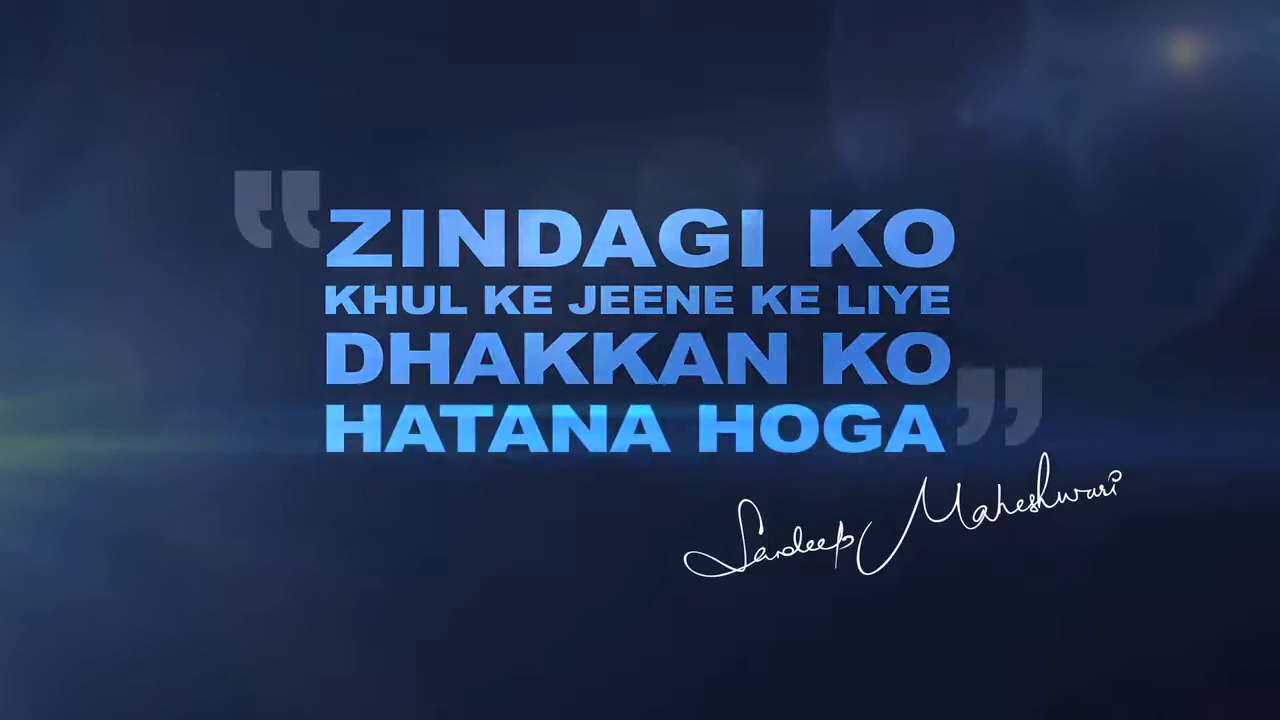 “ZINDAGI KO
KHUL KE JEENE KE LIYE
DHAKKAN KO
HATANA HOGA”
Sandeep Maheshwari